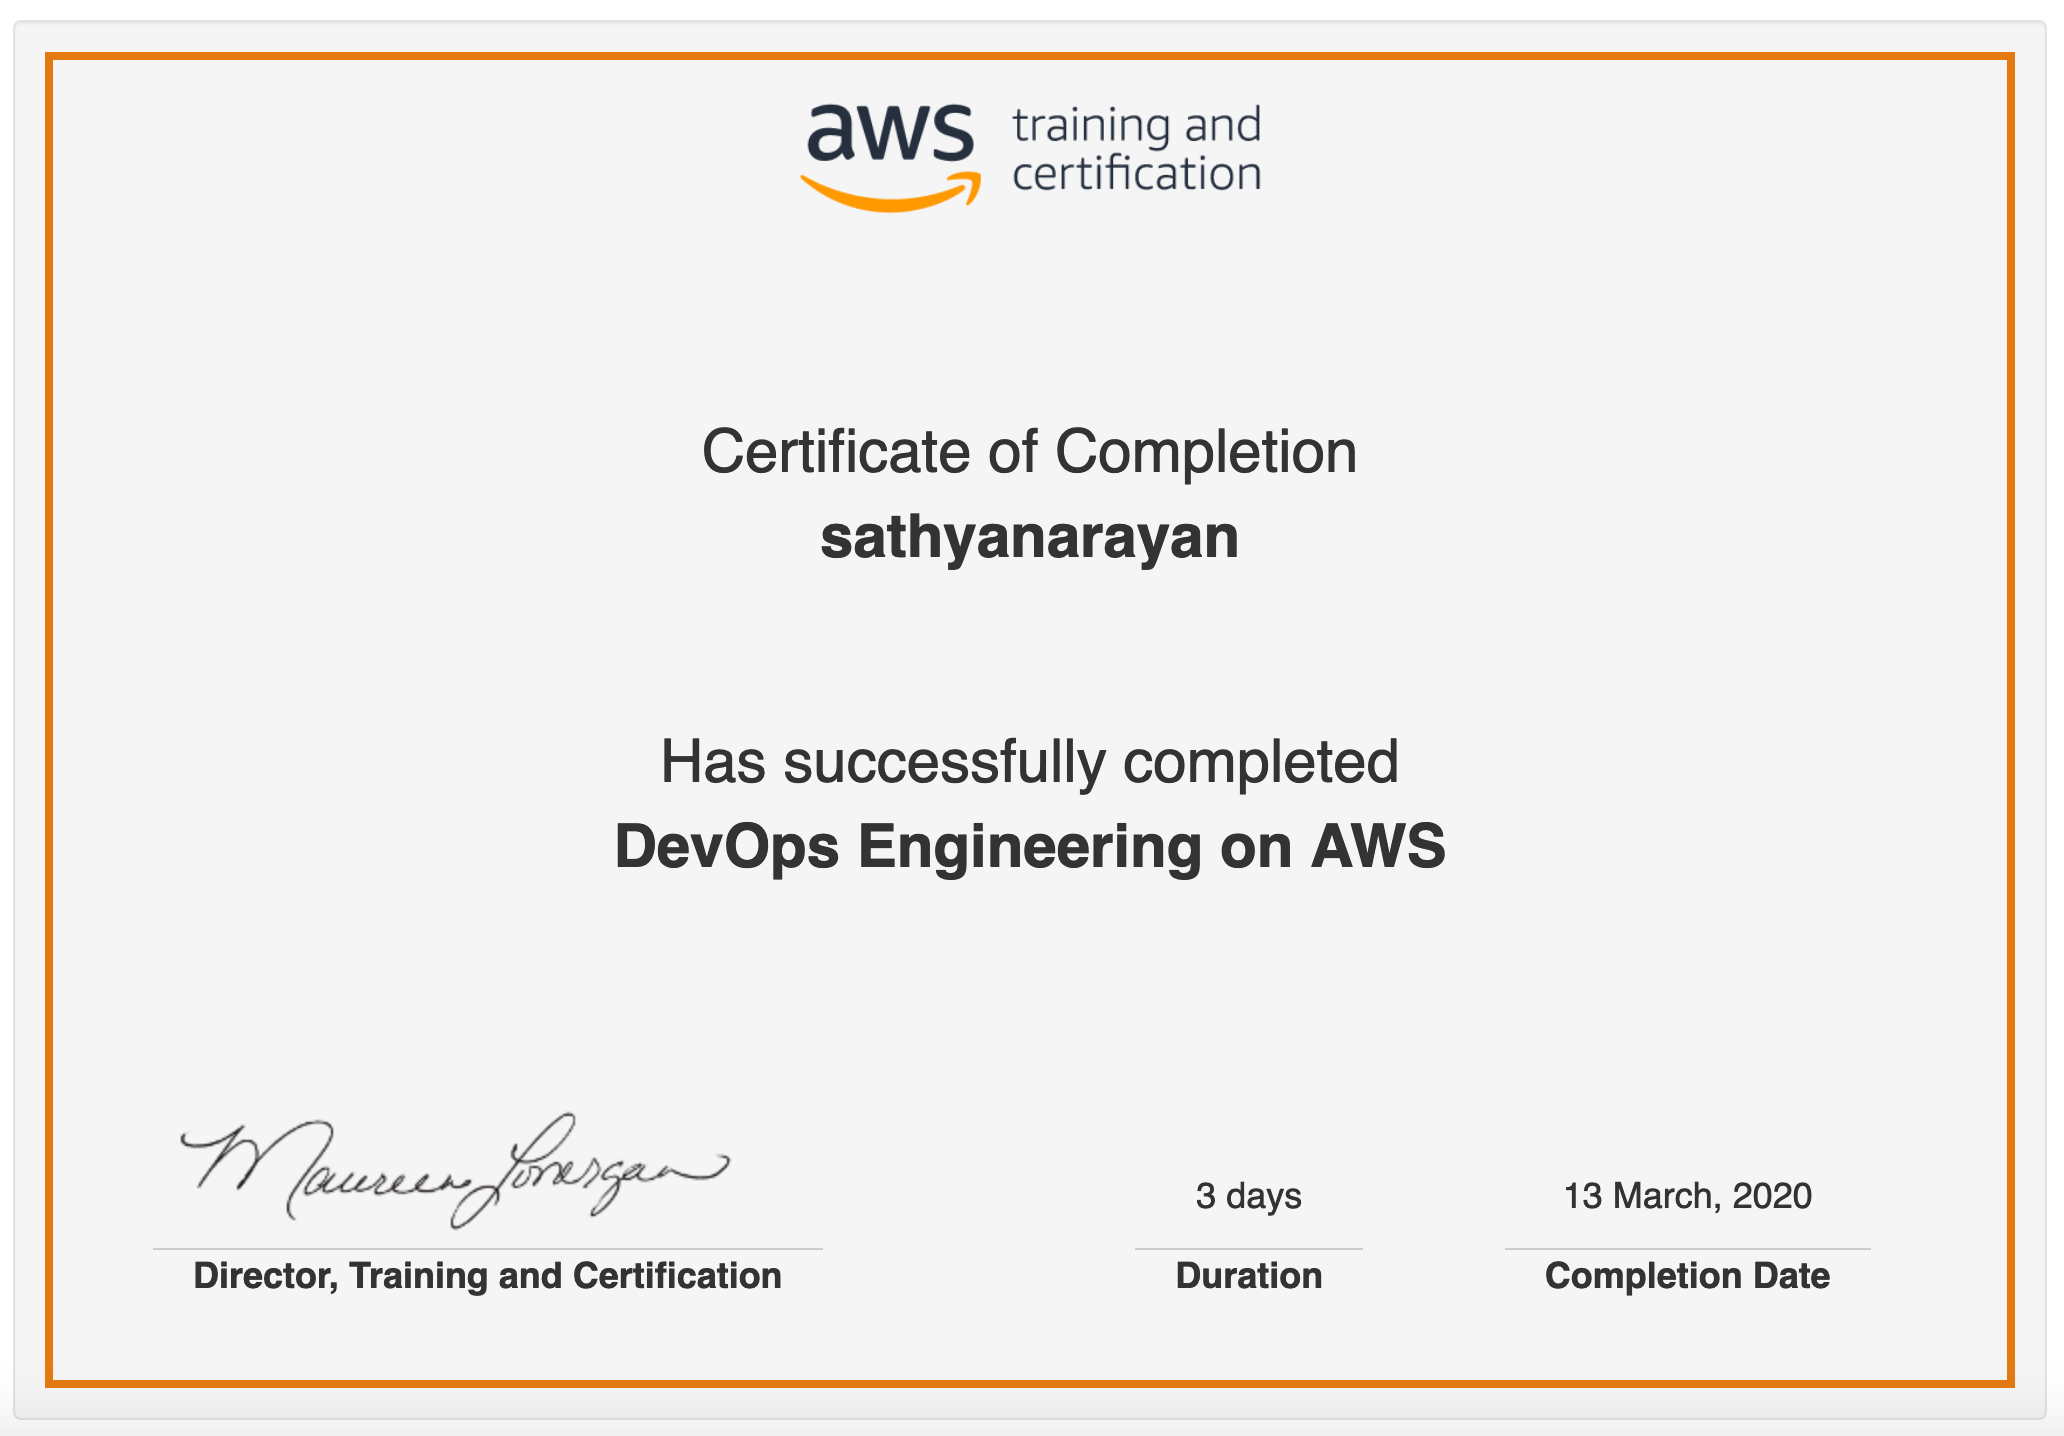 aws training and
certification
Certificate of Completion
sathyanarayan
Has successfully completed
DevOps Engineering on AWS
Maureen Lonergan
Director, Training and Certification
3 days
Duration
13 March, 2020
Completion Date